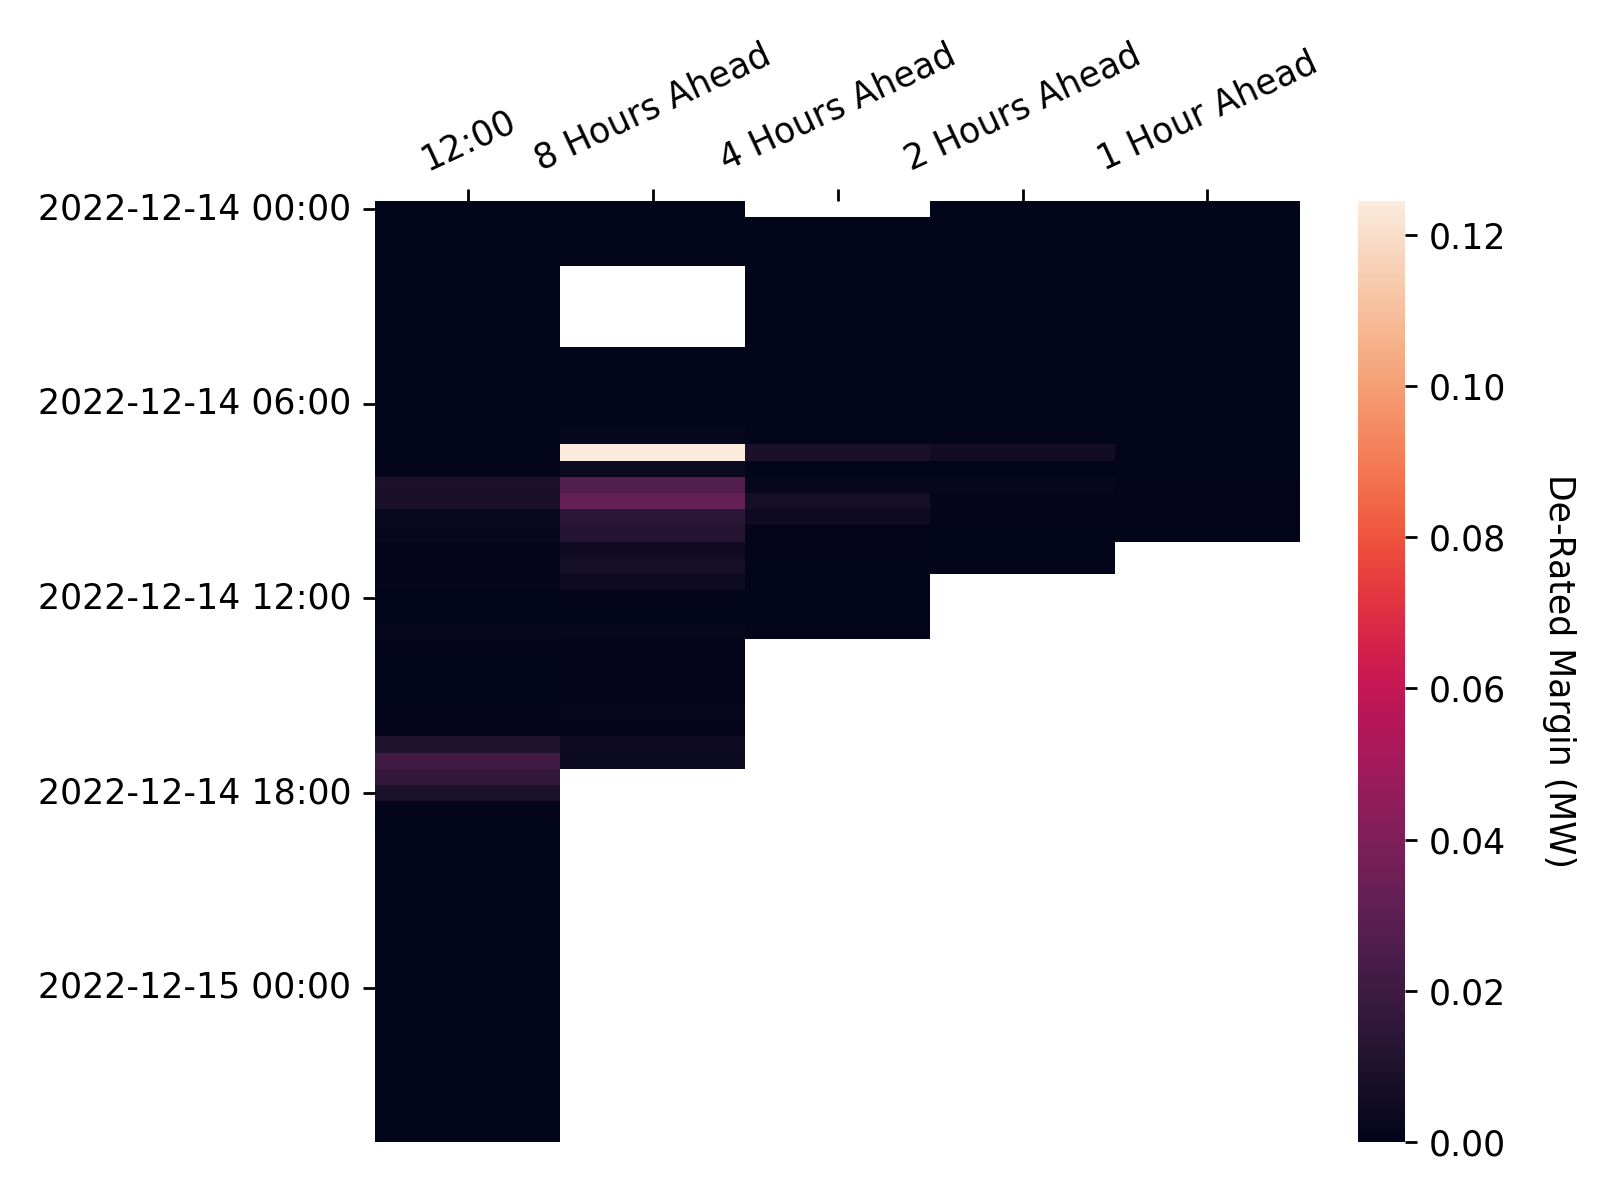 12:00
8 Hours Ahead
4 Hours Ahead
2 Hours Ahead
1 Hour Ahead
2022-12-14 00:00
2022-12-14 06:00
2022-12-14 12:00
2022-12-14 18:00
2022-12-15 00:00
0.12
0.10
0.08
0.06
0.04
0.02
0.00
De-Rated Margin (MW)